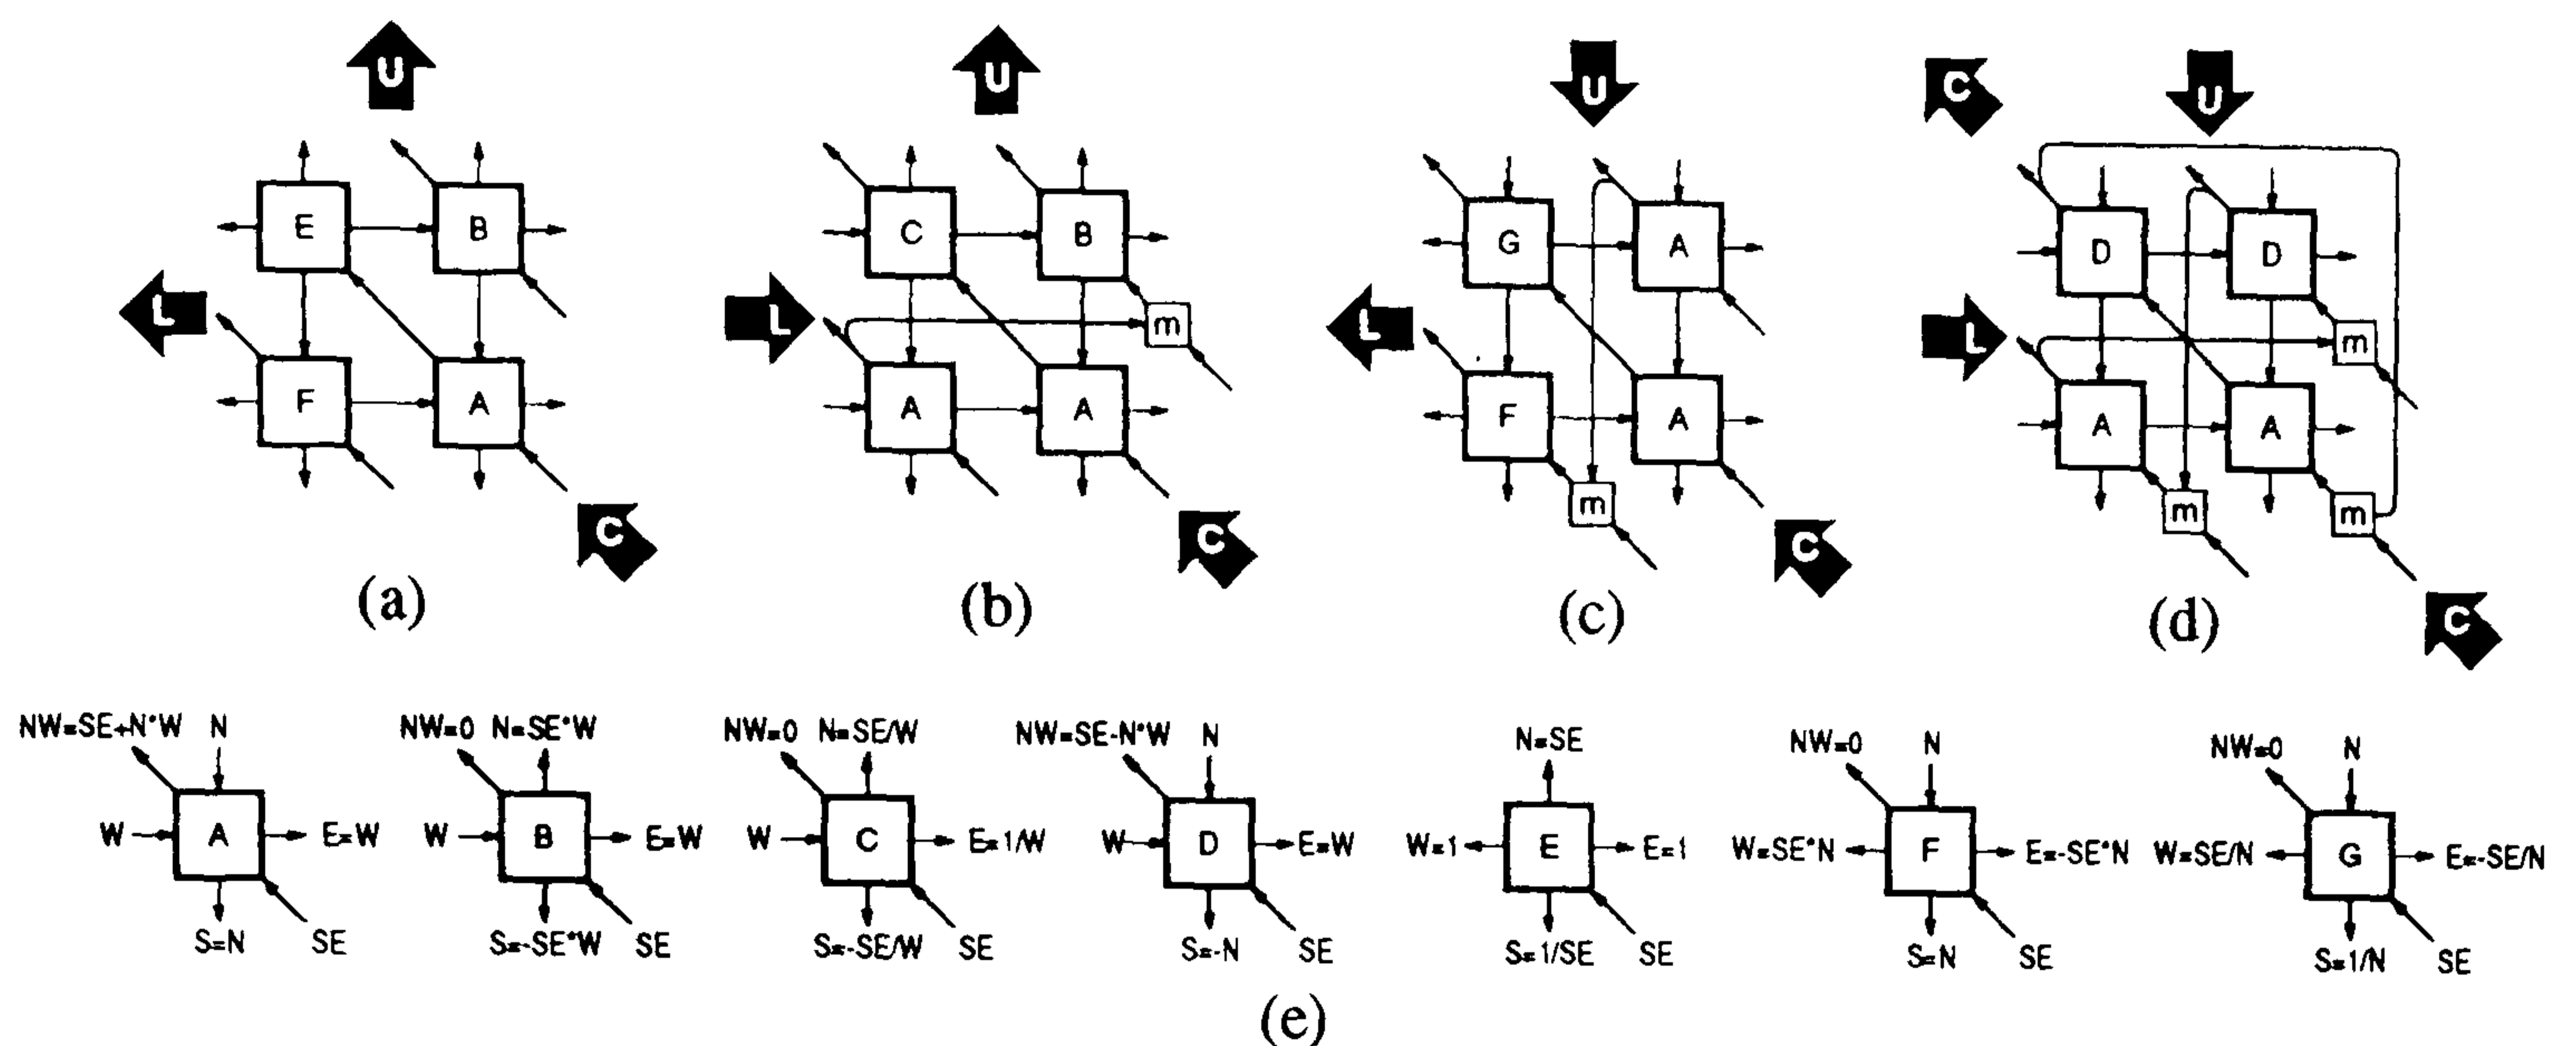 U U U C U
E B C B G A D D
L L L L
m m
F A A A F A A A
m m m
C C C C
(a) (b) (c) (d)
NW=SE+N*W N NW=0 N=SE*W NW=0 N=SE/W NW=SE-N*W N N=SE NW=0 N NW=0 N
W A E=W W B E=W W C E=1/W W D E=W W=1 E E=1 W=SE*N F E=-SE*N W=SE/N G E=-SE/N
S=N SE S=-SE*W SE S=-SE/W SE S=-N SE S=1/SE SE S=N SE S=1/N SE
(e)